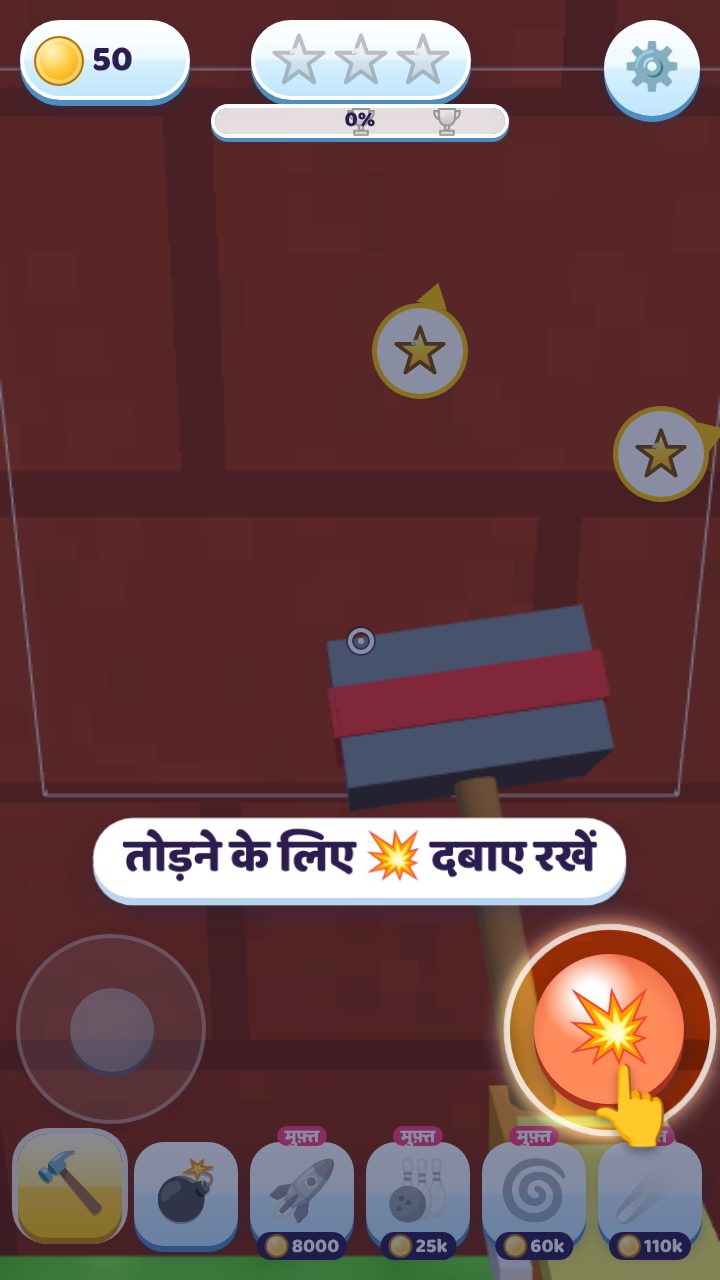 50
0%
तोड़ने के लिए 💥 दबाए रखें
मुफ़्त मुफ़्त मुफ़्त
8000 25k 60k 110k